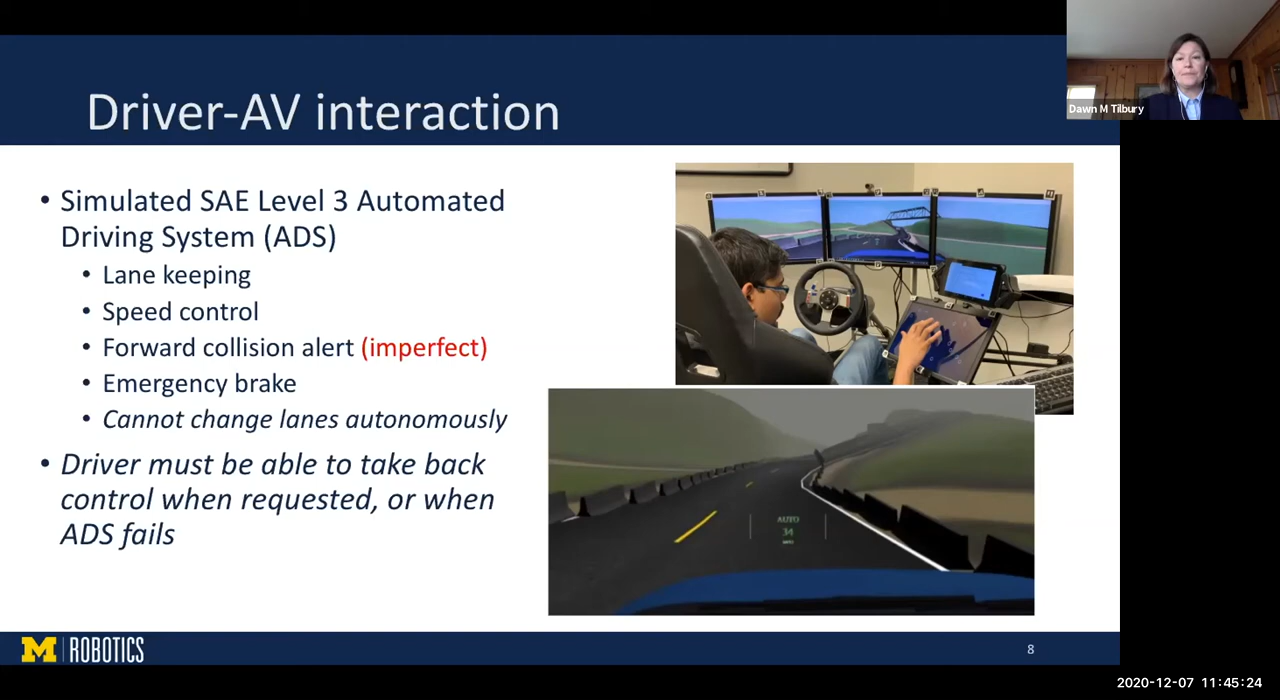 Driver-AV interaction
Dawn M Tilbury
• Simulated SAE Level 3 Automated
Driving System (ADS)
• Lane keeping
• Speed control
• Forward collision alert (imperfect)
• Emergency brake
• Cannot change lanes autonomously
• Driver must be able to take back
control when requested, or when
ADS fails
AUTO
34
M ROBOTICS
8
2020-12-07 11:45:24